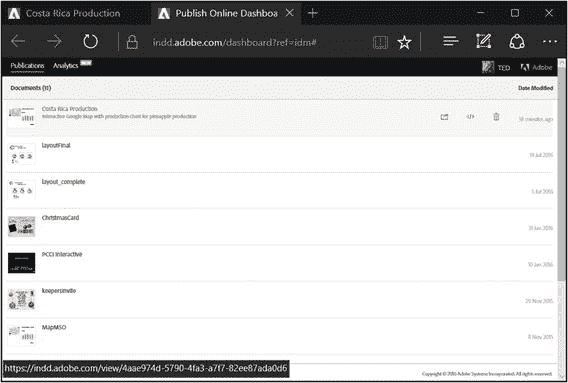 Costa Rica Production
Publish Online Dashboa
indd.adobe.com/dashboard?ref=idm#
Publications Analytics
TED Adobe
Documents (11) Date Modified
Costa Rica Production
Interactive Google Map with production chart for pineapple production
</> 38 minutes ago
layoutFinal
19 Jul 2016
layout_complete
5 Jul 2016
ChristmasCard
31 Jan 2016
PCCI Interactive
10 Jan 2016
keepersInvite
29 Nov 2015
MapMSO
8 Nov 2015
https://indd.adobe.com/view/4aae974d-5790-4fa3-a7f7-82ee87ada0d6
Copyright © 2016 Adobe Systems Incorporated. All rights reserved.